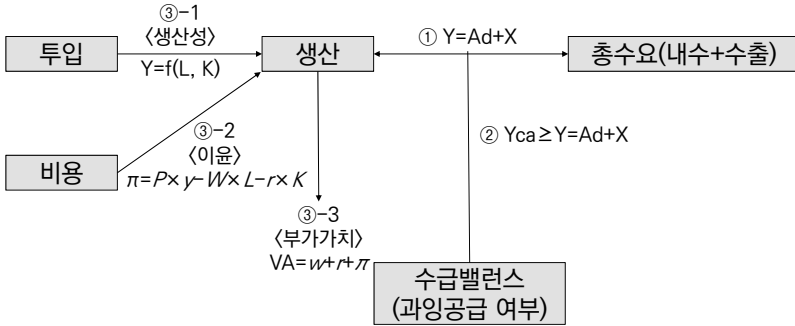 ③-1
〈생산성〉
투입
Y=f(L, K)
생산
① Y=Ad+X
총수요(내수+수출)
② Yca≥Y=Ad+X
③-2
〈이윤〉
비용
π=P×y-W×L-r×K
③-3
〈부가가치〉
VA=w+r+π
수급밸런스
(과잉공급 여부)